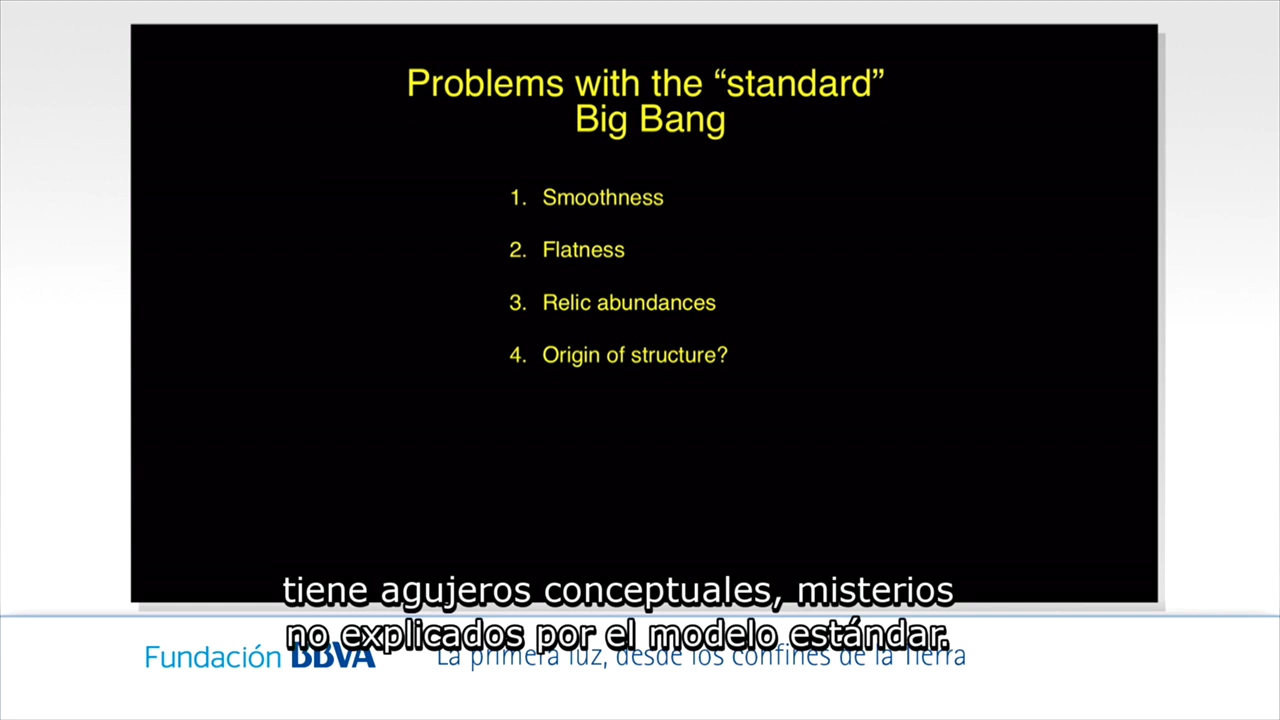 Problems with the “standard”
Big Bang
1. Smoothness
2. Flatness
3. Relic abundances
4. Origin of structure?
tiene agujeros conceptuales, misterios
no explicados por el modelo estándar.
Fundación BBVA
La primera luz, desde los confines de la Tierra